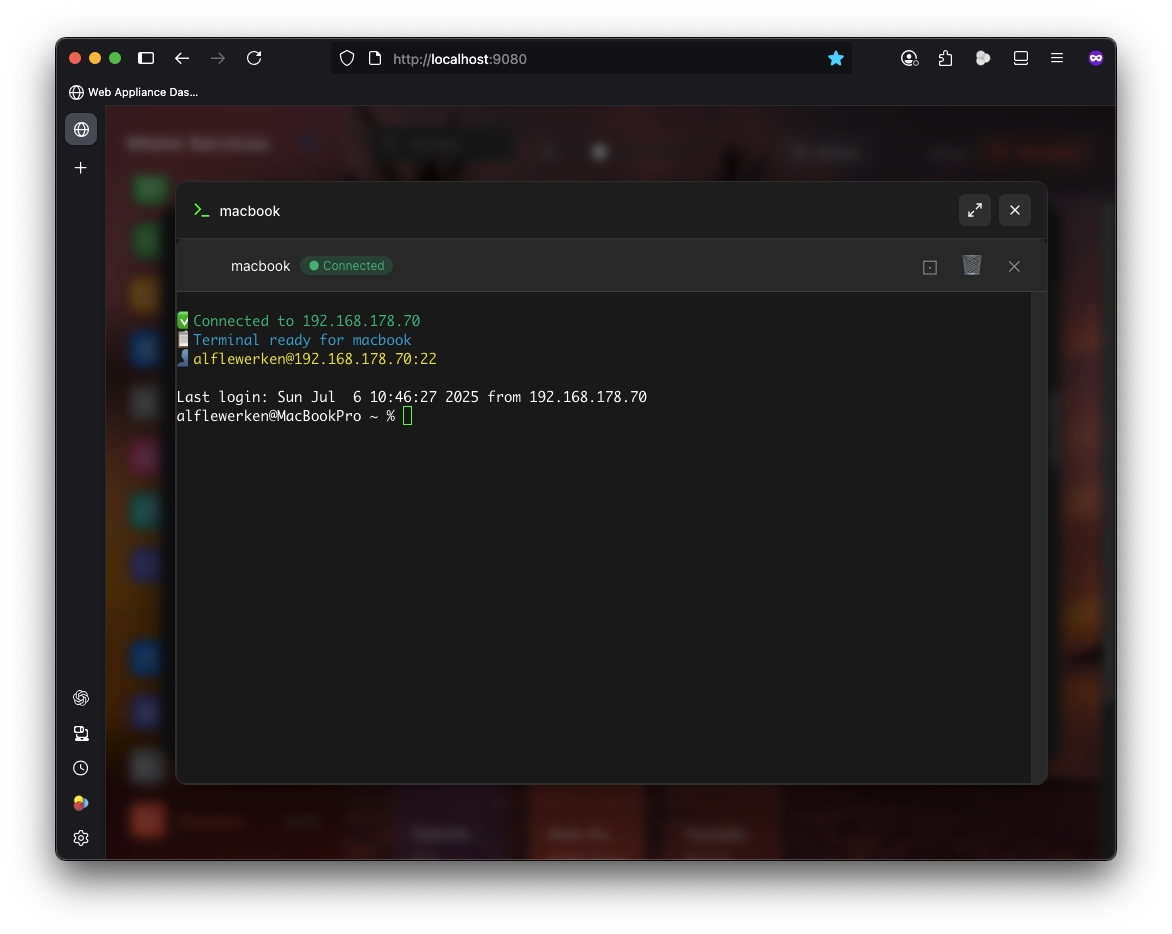 http://localhost:9080
Web Appliance Das...
Meine Services
macbook
macbook Connected
Connected to 192.168.178.70
Terminal ready for macbook
alflewerken@192.168.178.70:22
Last login: Sun Jul  6 10:46:27 2025 from 192.168.178.70
alflewerken@MacBookPro ~ %